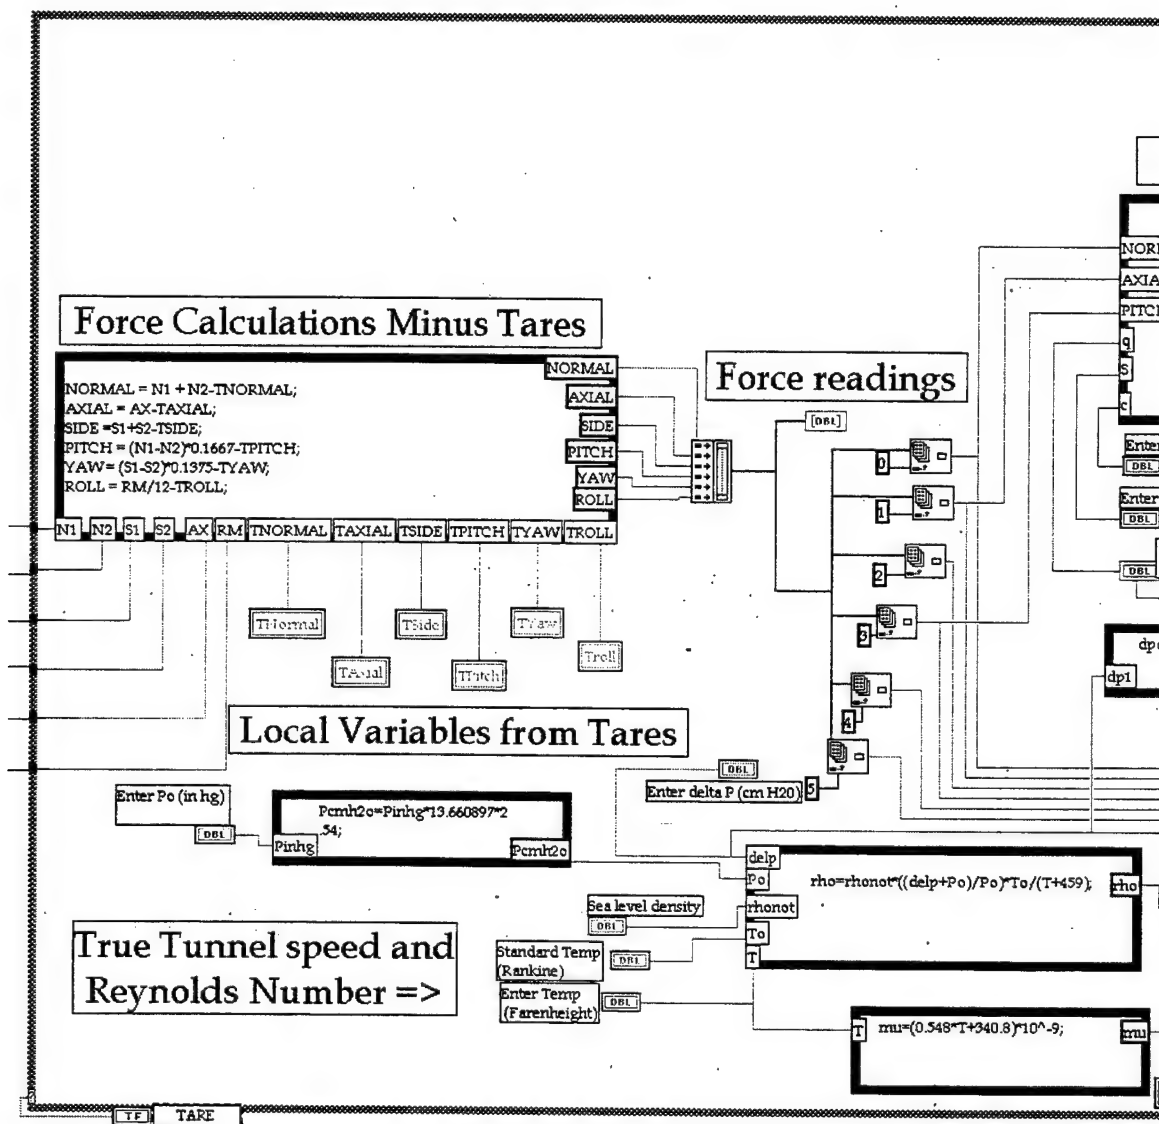 Force Calculations Minus Tares
NORMAL = N1 + N2-TNORMAL;
AXIAL = AX-TAXIAL;
SIDE =S1+S2-TSIDE;
PITCH = (N1-N2)*0.1667-TPITCH;
YAW= (S1-S2)*0.1375-TYAW;
ROLL = RM/12-TROLL;
NORMAL
AXIAL
SIDE
PITCH
YAW
ROLL
N1 N2 S1 S2 AX RM TNORMAL TAXIAL TSIDE TPITCH TYAW TROLL
TNormal
TAxial
TSide
TPitch
TYaw
Troll
Local Variables from Tares
Force readings
[DBL]
0
1
2
3
4
5
q
S
c
Enter
DBL
Enter
DBL
DBL
dp1
DBL
Enter delta P (cm H20)
Enter Po (in hg)
DBL
Pcmh2o=Pinhg*13.660897*2
.54;
Pinhg
Pcmh2o
delp
Po
rhonot
To
T
rho=rhonot*((delp+Po)/Po)*To/(T+459);
rho
Sea level density
DBL
Standard Temp
(Rankine)
DBL
Enter Temp
(Farenheight)
DBL
True Tunnel speed and
Reynolds Number =>
T
mu=(0.548*T+340.8)*10^-9;
mu
TF
TARE